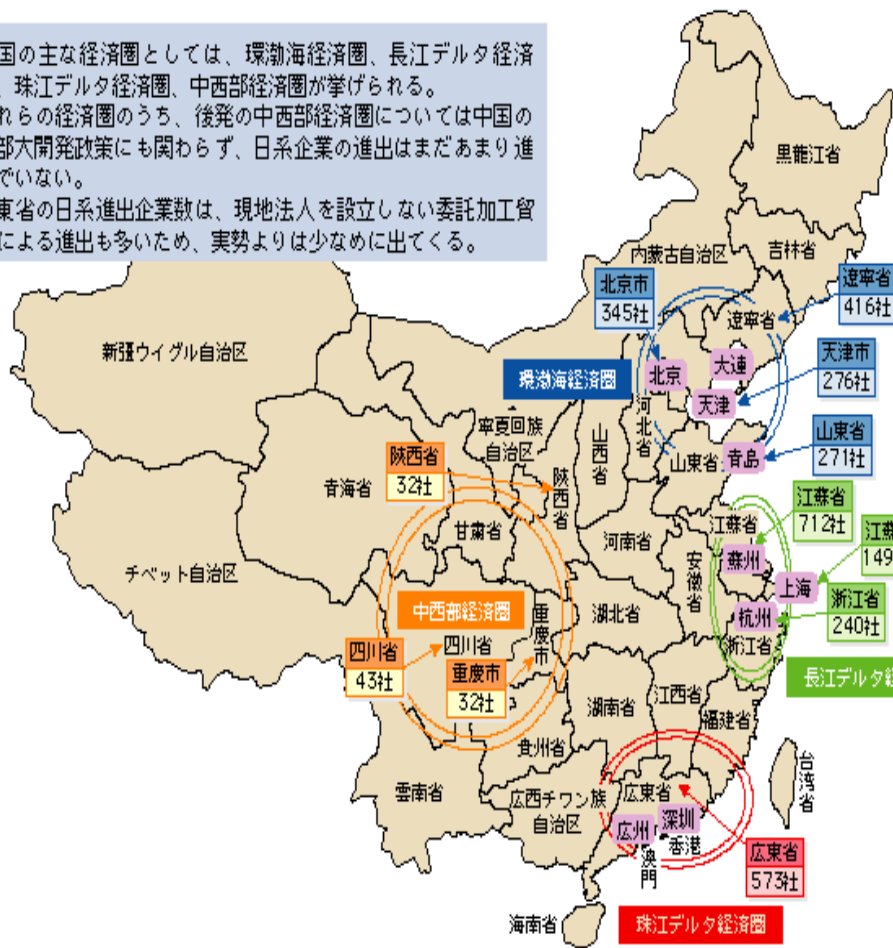 国の主な経済圏としては、環渤海経済圏、長江デルタ経済
、珠江デルタ経済圏、中西部経済圏が挙げられる。
れらの経済圏のうち、後発の中西部経済圏については中国の
部大開発政策にも関わらず、日系企業の進出はまだあまり進
でいない。
東省の日系進出企業数は、現地法人を設立しない委託加工貿
による進出も多いため、実勢よりは少なめに出てくる。
黒龍江省
内蒙古自治区
吉林省
北京市
345社
遼寧省
416社
遼寧省
新疆ウイグル自治区
環渤海経済圏
北京
大連
天津
天津市
276社
河北省
山西省
寧夏回族
自治区
陝西省
32社
陝西省
山東省
青島
山東省
271社
青海省
甘粛省
河南省
江蘇省
712社
江蘇省
蘇州
江蘇
149
安徽省
上海
チベット自治区
中西部経済圏
重慶市
湖北省
杭州
浙江省
240社
浙江省
四川省
43社
四川省
重慶市
32社
長江デルタ経
湖南省
江西省
福建省
貴州省
雲南省
広西チワン族
自治区
広東省
広州
深圳
香港
澳門
台湾省
広東省
573社
海南省
珠江デルタ経済圏